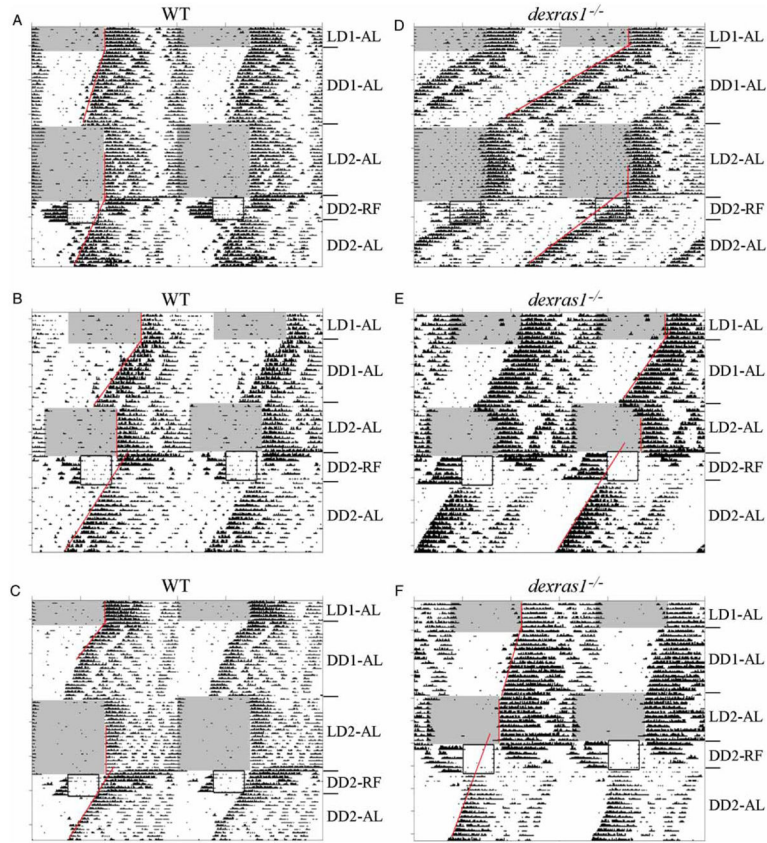 A
WT
LD1-AL
DD1-AL
LD2-AL
DD2-RF
DD2-AL
B
WT
LD1-AL
DD1-AL
LD2-AL
DD2-RF
DD2-AL
C
WT
LD1-AL
DD1-AL
LD2-AL
DD2-RF
DD2-AL
D
dexras1-/-
LD1-AL
DD1-AL
LD2-AL
DD2-RF
DD2-AL
E
dexras1-/-
LD1-AL
DD1-AL
LD2-AL
DD2-RF
DD2-AL
F
dexras1-/-
LD1-AL
DD1-AL
LD2-AL
DD2-RF
DD2-AL